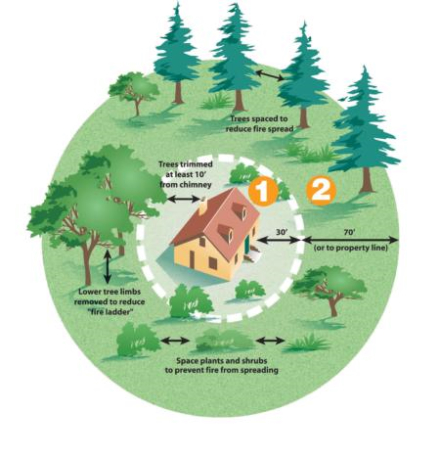 Trees spaced to
reduce fire spread
Trees trimmed
at least 10'
from chimney
1
2
30'
70'
(or to property line)
Lower tree limbs
removed to reduce
"fire ladder"
Space plants and shrubs
to prevent fire from spreading